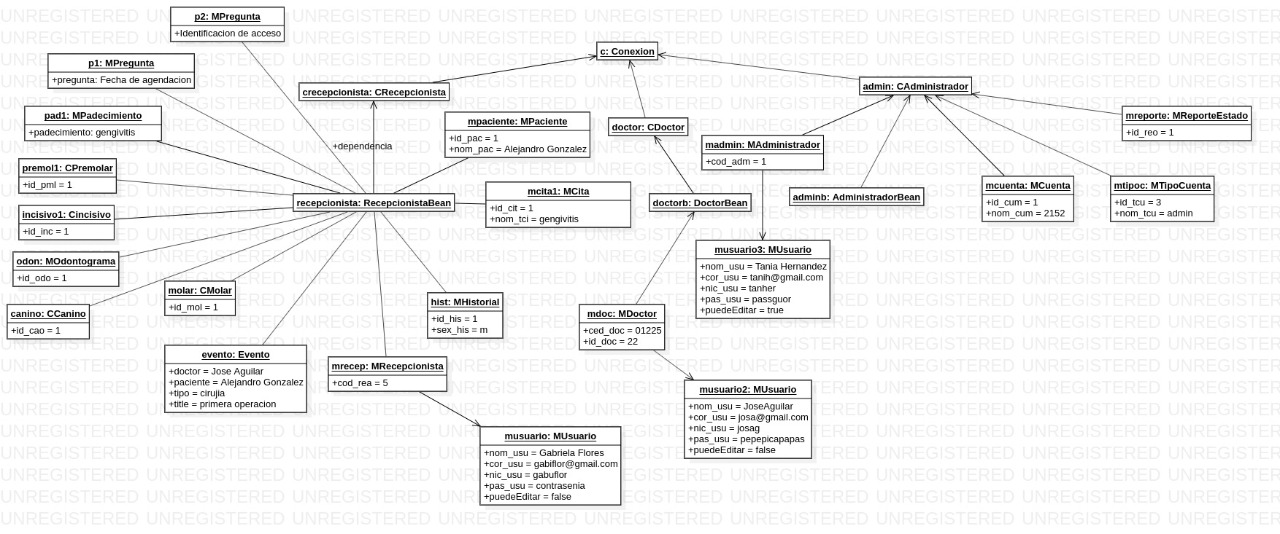 UNREGISTERED UNREGISTERED UNREGISTERED UNREGISTERED UNREGISTERED UNREGISTERED UNREGISTERED UNREGISTERED UNREGISTERED
p2: MPregunta
+Identificacion de acceso
p1: MPregunta
+pregunta: Fecha de agendacion
c: Conexion
crecepcionista: CRecepcionista
admin: CAdministrador
pad1: MPadecimiento
+padecimiento: gengivitis
mpaciente: MPaciente
+id_pac = 1
+nom_pac = Alejandro Gonzalez
doctor: CDoctor
madmin: MAdministrador
+cod_adm = 1
mreporte: MReporteEstado
+id_reo = 1
+dependencia
premol1: CPremolar
+id_pml = 1
recepcionista: RecepcionistaBean
mcita1: MCita
+id_cit = 1
+nom_tci = gengivitis
doctorb: DoctorBean
adminb: AdministradorBean
mcuenta: MCuenta
+id_cum = 1
+nom_cum = 2152
mtipoc: MTipoCuenta
+id_tcu = 3
+nom_tcu = admin
incisivo1: Cincisivo
+id_inc = 1
odon: MOdontograma
+id_odo = 1
musuario3: MUsuario
+nom_usu = Tania Hernandez
+cor_usu = tanih@gmail.com
+nic_usu = tanher
+pas_usu = passguor
+puedeEditar = true
canino: CCanino
+id_cao = 1
molar: CMolar
+id_mol = 1
hist: MHistorial
+id_his = 1
+sex_his = m
mdoc: MDoctor
+ced_doc = 01225
+id_doc = 22
evento: Evento
+doctor = Jose Aguilar
+paciente = Alejandro Gonzalez
+tipo = cirujia
+title = primera operacion
mrecep: MRecepcionista
+cod_rea = 5
musuario2: MUsuario
+nom_usu = JoseAguilar
+cor_usu = josa@gmail.com
+nic_usu = josag
+pas_usu = pepepicapapas
+puedeEditar = false
musuario: MUsuario
+nom_usu = Gabriela Flores
+cor_usu = gabiflor@gmail.com
+nic_usu = gabuflor
+pas_usu = contrasenia
+puedeEditar = false